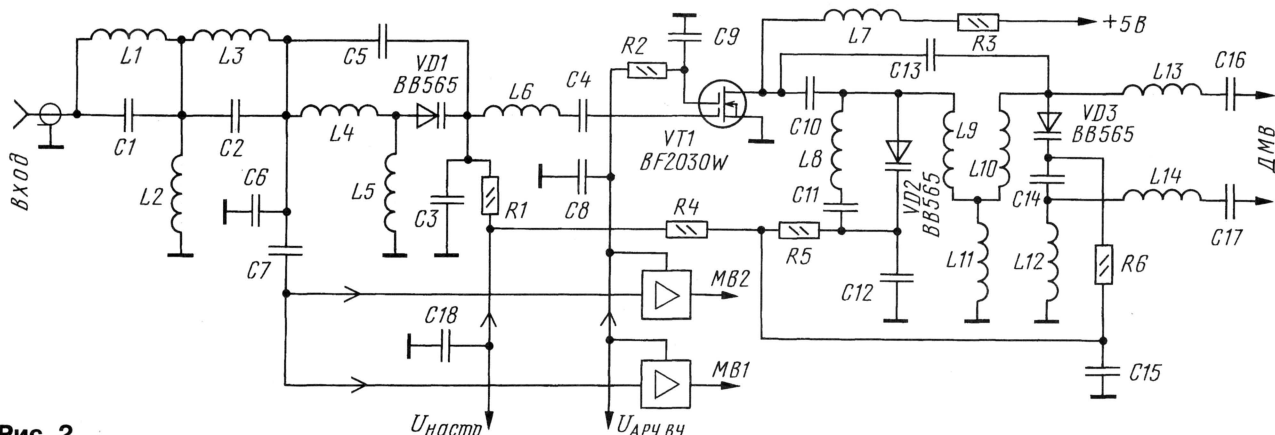 ВХОД
L1
C1
L3
C2
L2
C6
C7
C5
VD1
BB565
L4
L5
C3
R1
L6
C4
C8
R2
C9
VT1
BF2030W
L7
R3
+5В
C13
C10
L8
C11
VD2
BB565
R4
R5
C12
L9
L10
L11
VD3
BB565
C14
L12
L13
C16
L14
C17
ДМВ
R6
C15
C18
МВ2
МВ1
Uнастр
UАРУ ВЧ
Рис. 2